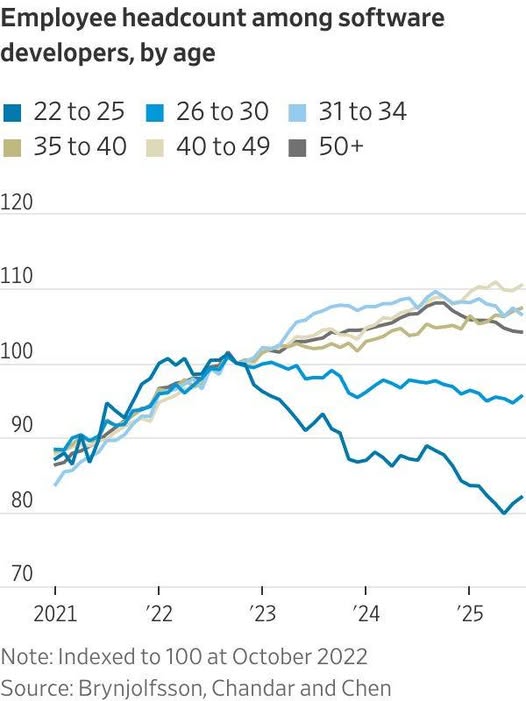 Employee headcount among software
developers, by age
22 to 25 26 to 30 31 to 34
35 to 40 40 to 49 50+
120
110
100
90
80
70
2021 '22 '23 '24 '25
Note: Indexed to 100 at October 2022
Source: Brynjolfsson, Chandar and Chen